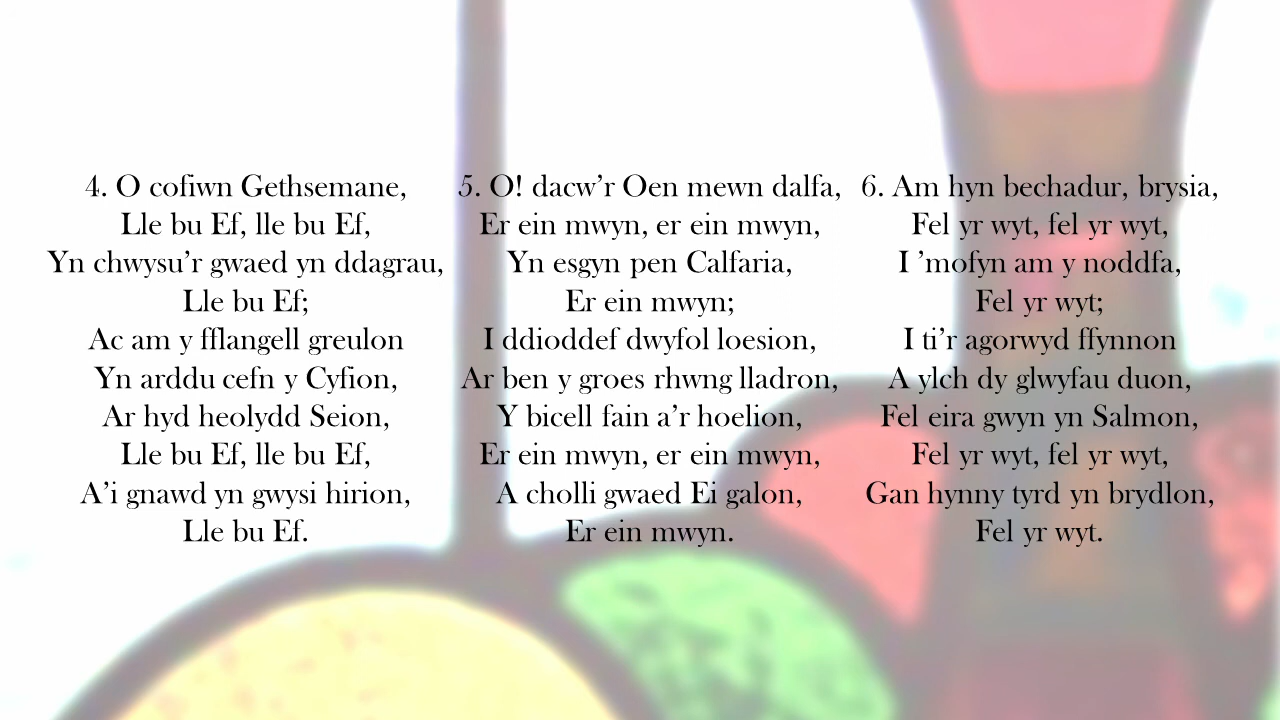 4. O cofiwn Gethsemane,
Lle bu Ef, lle bu Ef,
Yn chwysu’r gwaed yn ddagrau,
Lle bu Ef;
Ac am y fflangell greulon
Yn arddu cefn y Cyfion,
Ar hyd heolydd Seion,
Lle bu Ef, lle bu Ef,
A’i gnawd yn gwysi hirion,
Lle bu Ef.
5. O! dacw’r Oen mewn dalfa,
Er ein mwyn, er ein mwyn,
Yn esgyn pen Calfaria,
Er ein mwyn;
I ddioddef dwyfol loesion,
Ar ben y groes rhwng lladron,
Y bicell fain a’r hoelion,
Er ein mwyn, er ein mwyn,
A cholli gwaed Ei galon,
Er ein mwyn.
6. Am hyn bechadur, brysia,
Fel yr wyt, fel yr wyt,
I ’mofyn am y noddfa,
Fel yr wyt;
I ti’r agorwyd ffynnon
A ylch dy glwyfau duon,
Fel eira gwyn yn Salmon,
Fel yr wyt, fel yr wyt,
Gan hynny tyrd yn brydlon,
Fel yr wyt.